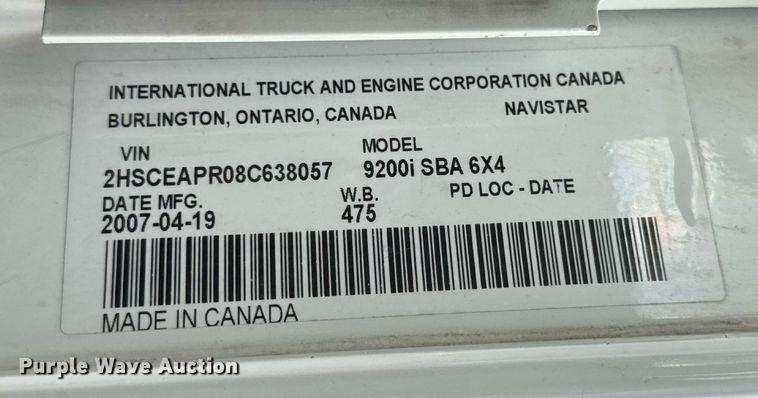 INTERNATIONAL TRUCK AND ENGINE CORPORATION CANADA
BURLINGTON, ONTARIO, CANADA NAVISTAR
VIN MODEL
2HSCEAPR08C638057 9200i SBA 6X4
DATE MFG. W.B. PD LOC - DATE
2007-04-19 475
MADE IN CANADA
Purple Wave Auction